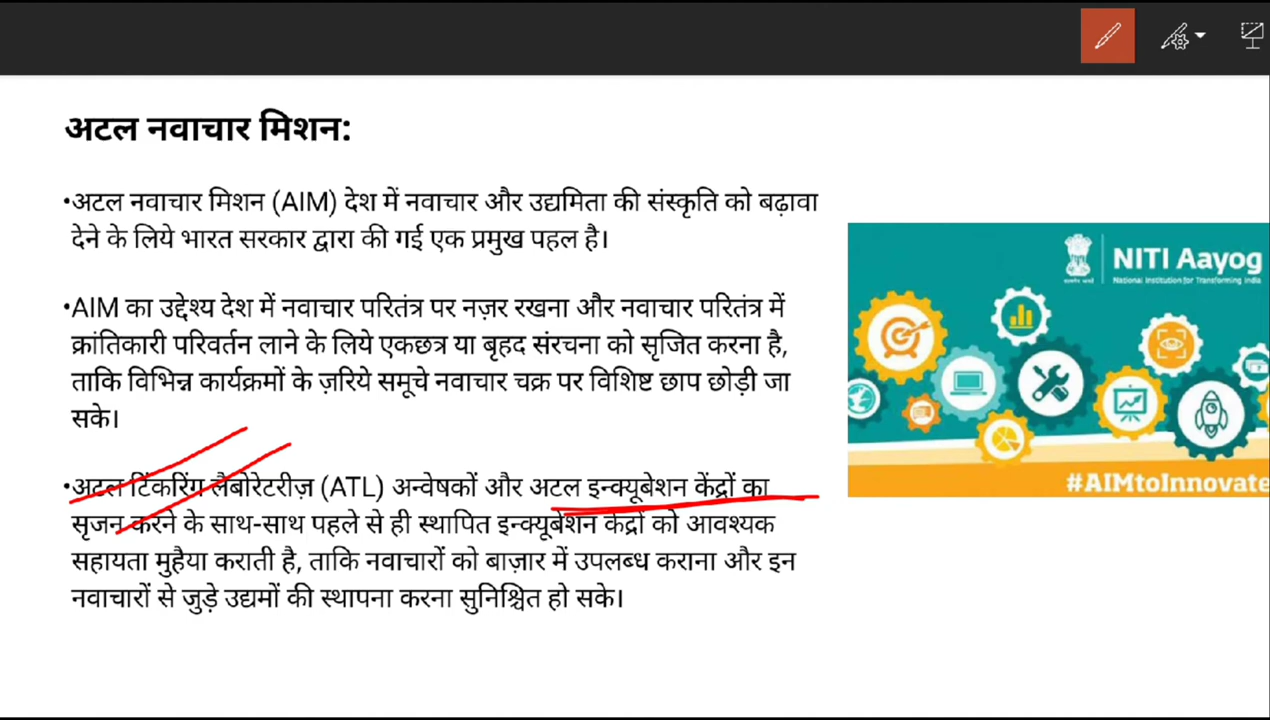 अटल नवाचार मिशन:
•अटल नवाचार मिशन (AIM) देश में नवाचार और उद्यमिता की संस्कृति को बढ़ावा
देने के लिये भारत सरकार द्वारा की गई एक प्रमुख पहल है।
•AIM का उद्देश्य देश में नवाचार परितंत्र पर नज़र रखना और नवाचार परितंत्र में
क्रांतिकारी परिवर्तन लाने के लिये एकछत्र या बृहद संरचना को सृजित करना है,
ताकि विभिन्न कार्यक्रमों के ज़रिये समूचे नवाचार चक्र पर विशिष्ट छाप छोड़ी जा
सके।
•अटल टिंकरिंग लैबोरेटरीज़ (ATL) अन्वेषकों और अटल इन्क्यूबेशन केंद्रों का
सृजन करने के साथ-साथ पहले से ही स्थापित इन्क्यूबेशन केंद्रों को आवश्यक
सहायता मुहैया कराती है, ताकि नवाचारों को बाज़ार में उपलब्ध कराना और इन
नवाचारों से जुड़े उद्यमों की स्थापना करना सुनिश्चित हो सके।
NITI Aayog
National Institution for Transforming India
#AIMtoInnovate